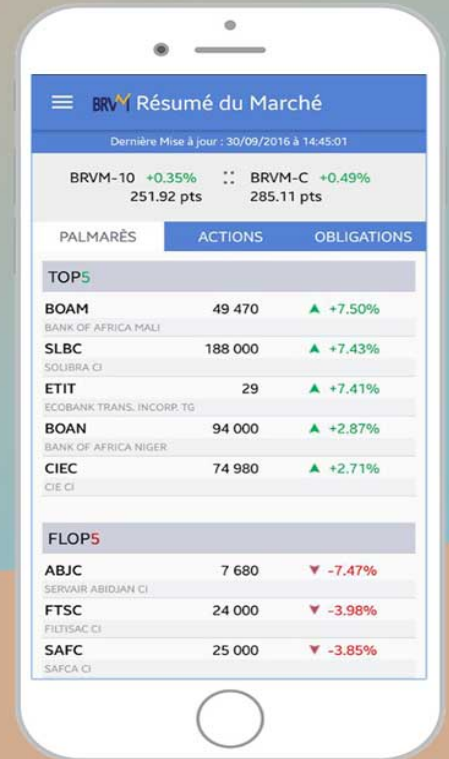 BRVM Résumé du Marché
Dernière Mise à jour : 30/09/2016 à 14:45:01
BRVM-10 +0.35% BRVM-C +0.49%
251.92 pts 285.11 pts
PALMARÈS ACTIONS OBLIGATIONS
TOP5
BOAM 49 470 ▲ +7.50%
BANK OF AFRICA MALI
SLBC 188 000 ▲ +7.43%
SOLIBRA CI
ETIT 29 ▲ +7.41%
ECOBANK TRANS. INCORP. TG
BOAN 94 000 ▲ +2.87%
BANK OF AFRICA NIGER
CIEC 74 980 ▲ +2.71%
CIE CI
FLOP5
ABJC 7 680 ▼ -7.47%
SERVAIR ABIDJAN CI
FTSC 24 000 ▼ -3.98%
FILTISAC CI
SAFC 25 000 ▼ -3.85%
SAFCA CI